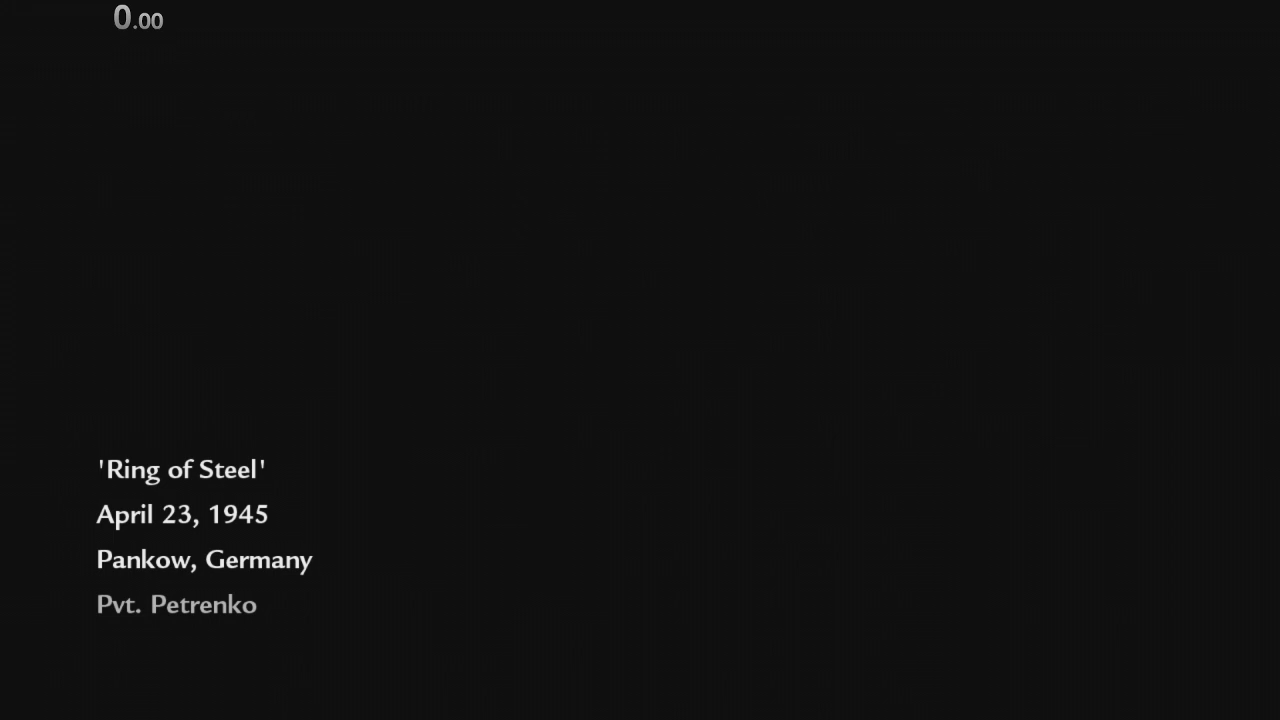 0.00
'Ring of Steel'
April 23, 1945
Pankow, Germany
Pvt. Petrenko